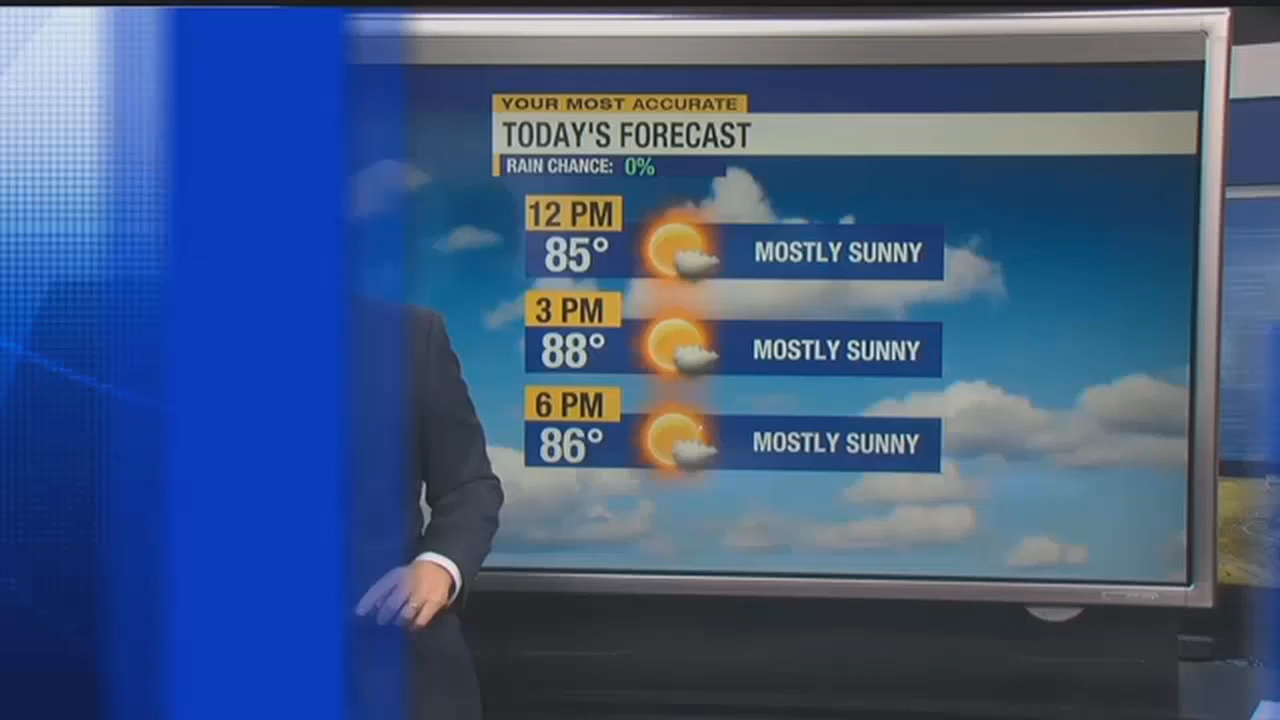 YOUR MOST ACCURATE
TODAY'S FORECAST
RAIN CHANCE: 0%
12 PM
85° MOSTLY SUNNY
3 PM
88° MOSTLY SUNNY
6 PM
86° MOSTLY SUNNY